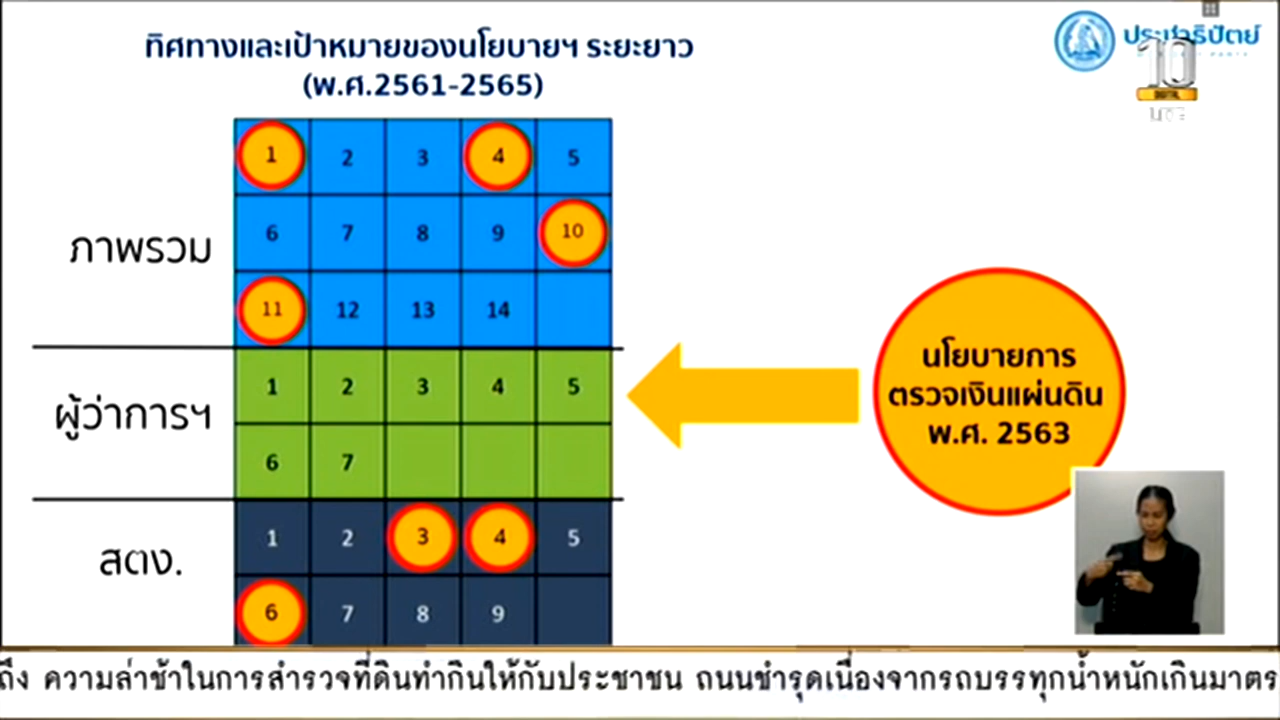 ทิศทางและเป้าหมายของนโยบายฯ ระยะยาว
(พ.ศ.2561-2565)
ประชาธิปัตย์
10
DIGITAL
ภาพรวม
1 2 3 4 5
6 7 8 9 10
11 12 13 14
ผู้ว่าการฯ
1 2 3 4 5
6 7
สตง.
1 2 3 4 5
6 7 8 9
นโยบายการ
ตรวจเงินแผ่นดิน
พ.ศ. 2563
ถึง ความล่าช้าในการสำรวจที่ดินทำกินให้กับประชาชน ถนนชำรุดเนื่องจากรถบรรทุกน้ำหนักเกินมาตร